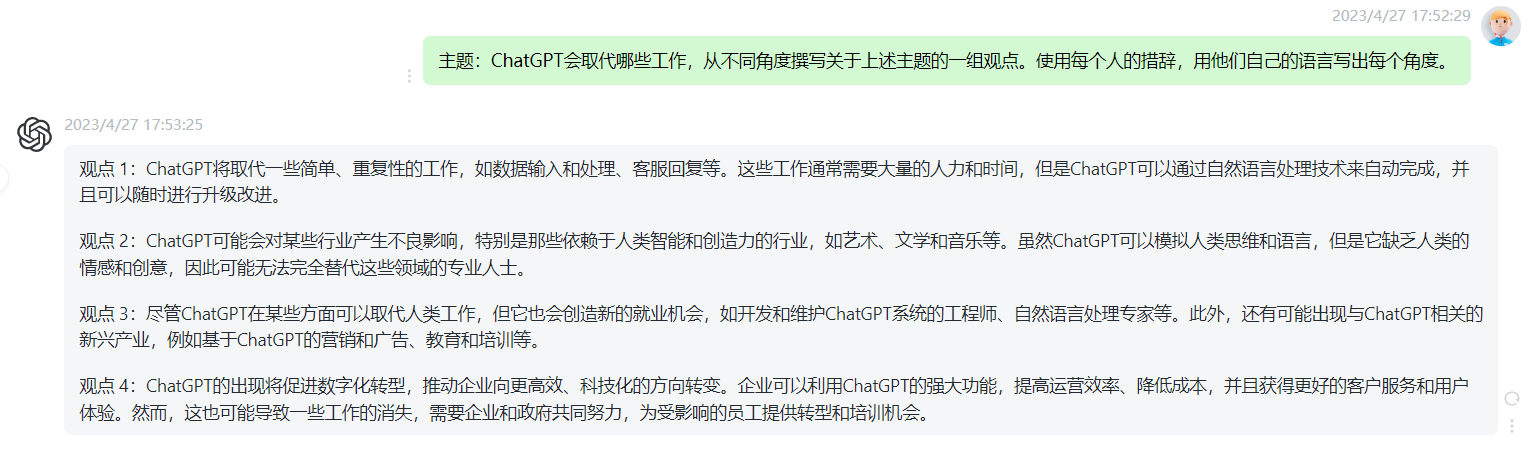 2023/4/27 17:52:29
主题：ChatGPT会取代哪些工作，从不同角度撰写关于上述主题的一组观点。使用每个人的措辞，用他们自己的语言写出每个角度。
2023/4/27 17:53:25
观点 1：ChatGPT将取代一些简单、重复性的工作，如数据输入和处理、客服回复等。这些工作通常需要大量的人力和时间，但是ChatGPT可以通过自然语言处理技术来自动完成，并
且可以随时进行升级改进。
观点 2：ChatGPT可能会对某些行业产生不良影响，特别是那些依赖于人类智能和创造力的行业，如艺术、文学和音乐等。虽然ChatGPT可以模拟人类思维和语言，但是它缺乏人类的
情感和创意，因此可能无法完全替代这些领域的专业人士。
观点 3：尽管ChatGPT在某些方面可以取代人类工作，但它也会创造新的就业机会，如开发和维护ChatGPT系统的工程师、自然语言处理专家等。此外，还有可能出现与ChatGPT相关的
新兴产业，例如基于ChatGPT的营销和广告、教育和培训等。
观点 4：ChatGPT的出现将促进数字化转型，推动企业向更高效、科技化的方向转变。企业可以利用ChatGPT的强大功能，提高运营效率、降低成本，并且获得更好的客户服务和用户
体验。然而，这也可能导致一些工作的消失，需要企业和政府共同努力，为受影响的员工提供转型和培训机会。